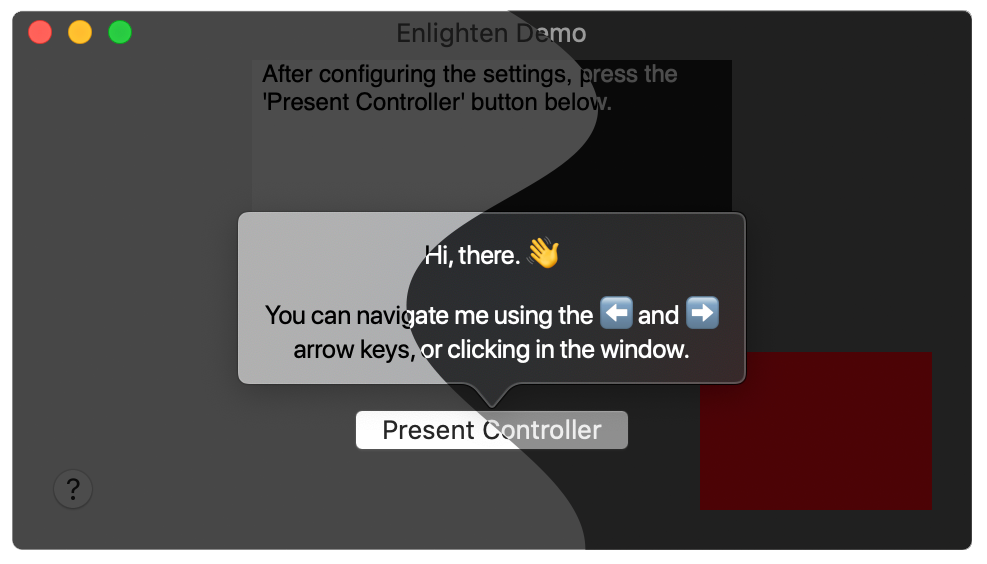 Enlighten Demo
After configuring the settings, press the
'Present Controller' button below.
Hi, there. 👋
You can navigate me using the ⬅️ and ➡️
arrow keys, or clicking in the window.
Present Controller
?